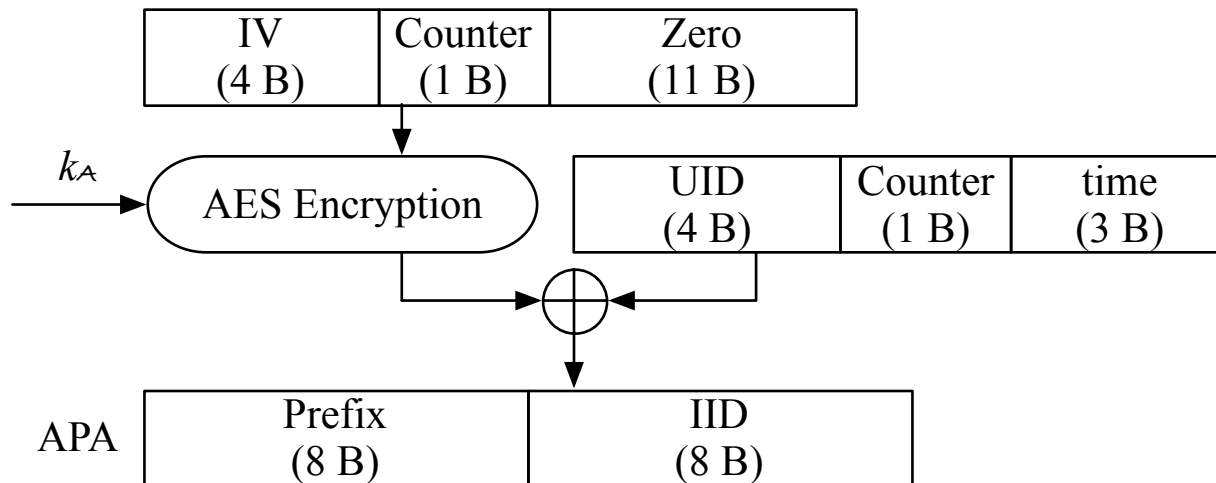 IV Counter Zero
(4 B) (1 B) (11 B)
kA
AES Encryption
UID Counter time
(4 B) (1 B) (3 B)
APA
Prefix IID
(8 B) (8 B)